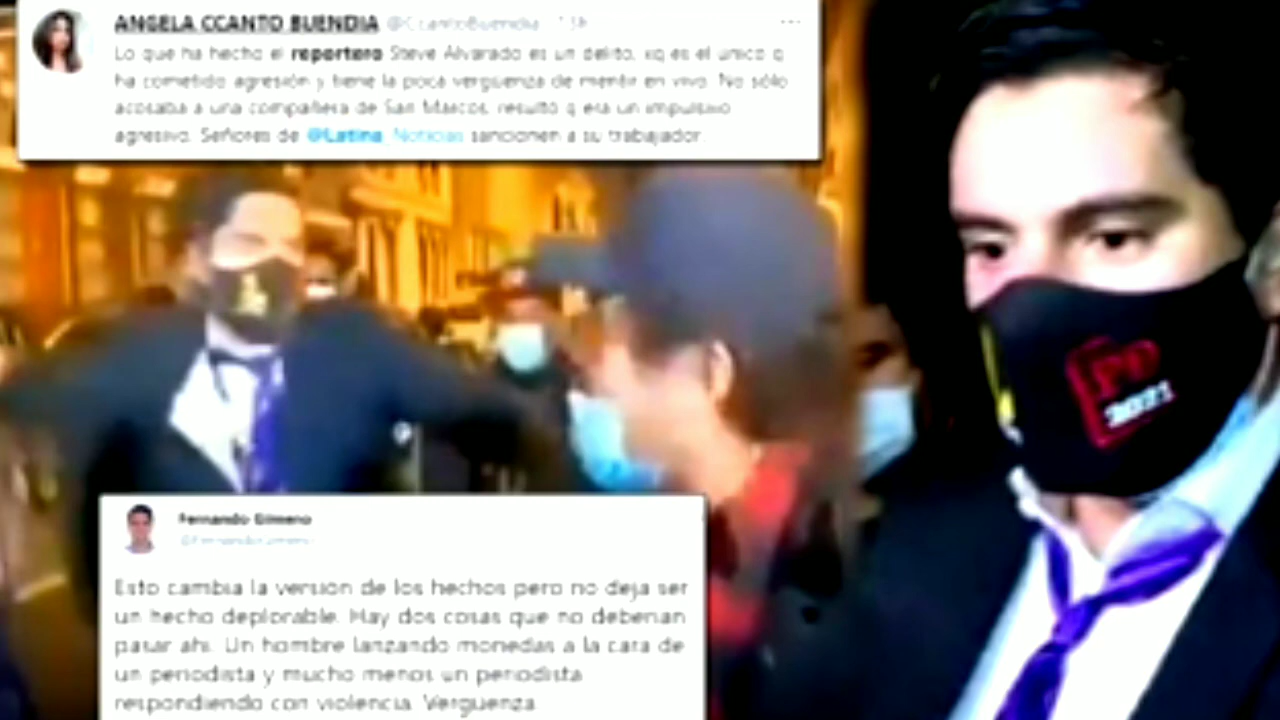 ANGELA CCANTO BUENDIA
Lo que ha hecho el reportero Steve Alvarado es un delito, xq es el único q
ha cometido agresión y tiene la poca vergüenza de mentir en vivo. No sólo
acosaba a una compañera de San Marcos, resultó q era un impulsivo
agresivo. Señores de @Latina_Noticias sancionen a su trabajador.
Fernando Gimeno
Esto cambia la versión de los hechos pero no deja ser
un hecho deplorable. Hay dos cosas que no deberían
pasar ahí. Un hombre lanzando monedas a la cara de
un periodista y mucho menos un periodista
respondiendo con violencia. Vergüenza
2021